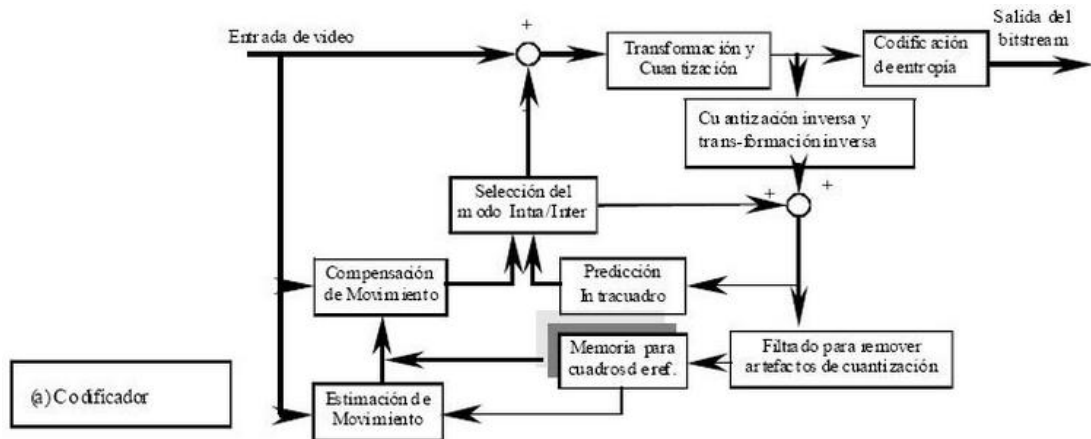 Entrada de video
+
Transformación y
Cuantización
Codificación
de entropía
Salida del
bitstream
Cuantización inversa y
trans-formación inversa
-
Selección del
modo Intra/Inter
+
+
Compensación
de Movimiento
Predicción
Intracuadro
Memoria para
cuadros de ref.
Filtrado para remover
artefactos de cuantización
(a) Codificador
Estimación de
Movimiento